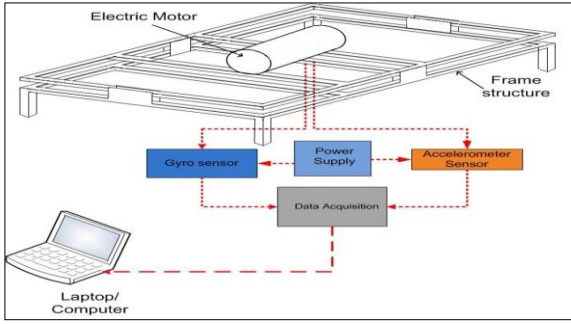 Electric Motor
Frame
structure
Gyro sensor
Power
Supply
Accelerometer
Sensor
Data Acquisition
Laptop/
Computer